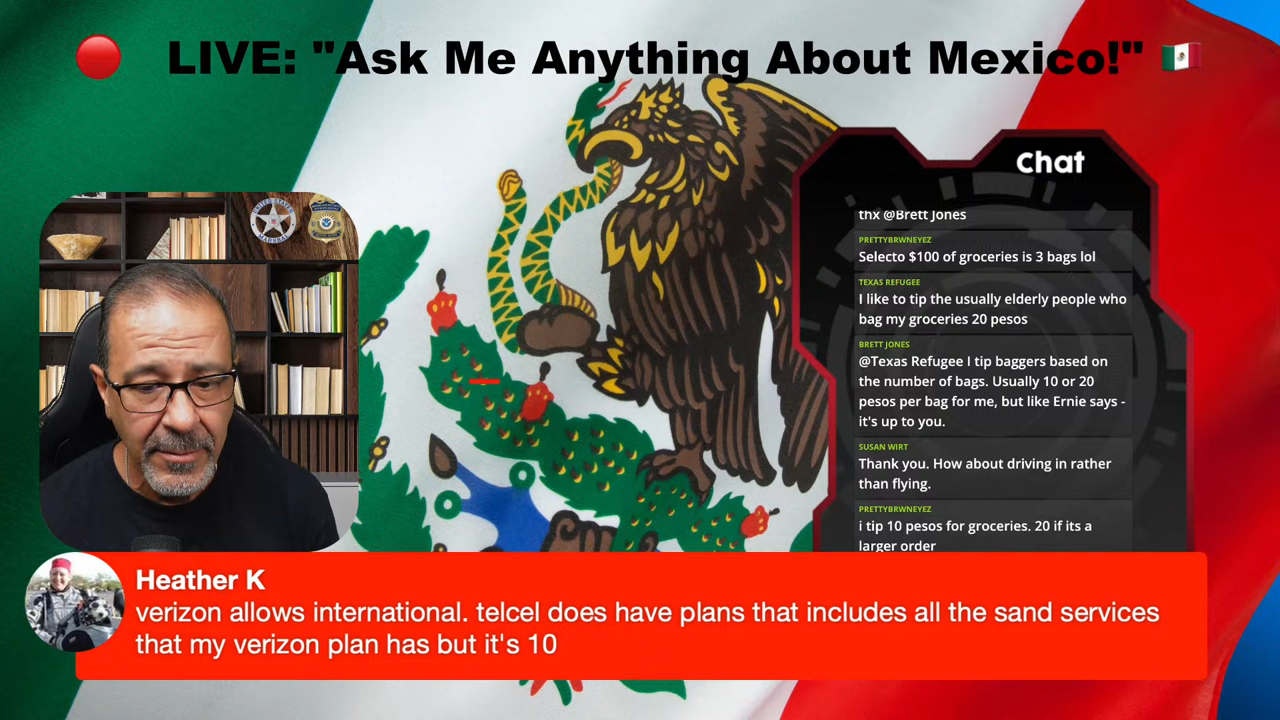 LIVE: "Ask Me Anything About Mexico!"
Chat
thx @Brett Jones
PRETTYBRWNEYEZ
Selecto $100 of groceries is 3 bags lol
TEXAS REFUGEE
I like to tip the usually elderly people who
bag my groceries 20 pesos
BRETT JONES
@Texas Refugee I tip baggers based on
the number of bags. Usually 10 or 20
pesos per bag for me, but like Ernie says -
it's up to you.
SUSAN WIRT
Thank you. How about driving in rather
than flying.
PRETTYBRWNEYEZ
i tip 10 pesos for groceries. 20 if its a
larger order
Heather K
verizon allows international. telcel does have plans that includes all the sand services
that my verizon plan has but it's 10